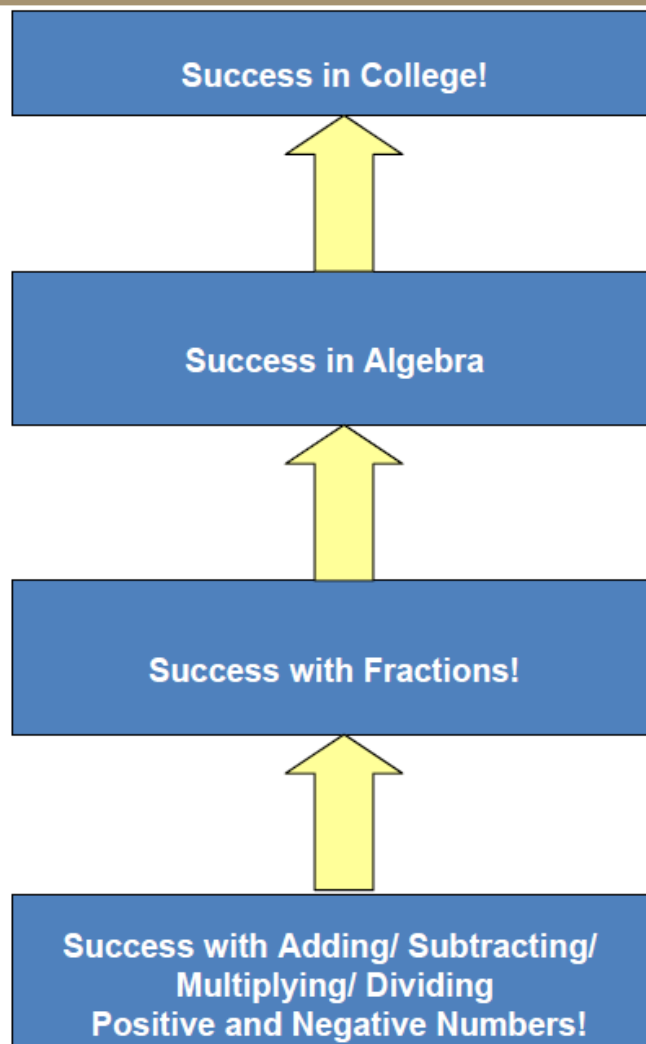 Success in College!
Success in Algebra
Success with Fractions!
Success with Adding/ Subtracting/
Multiplying/ Dividing
Positive and Negative Numbers!